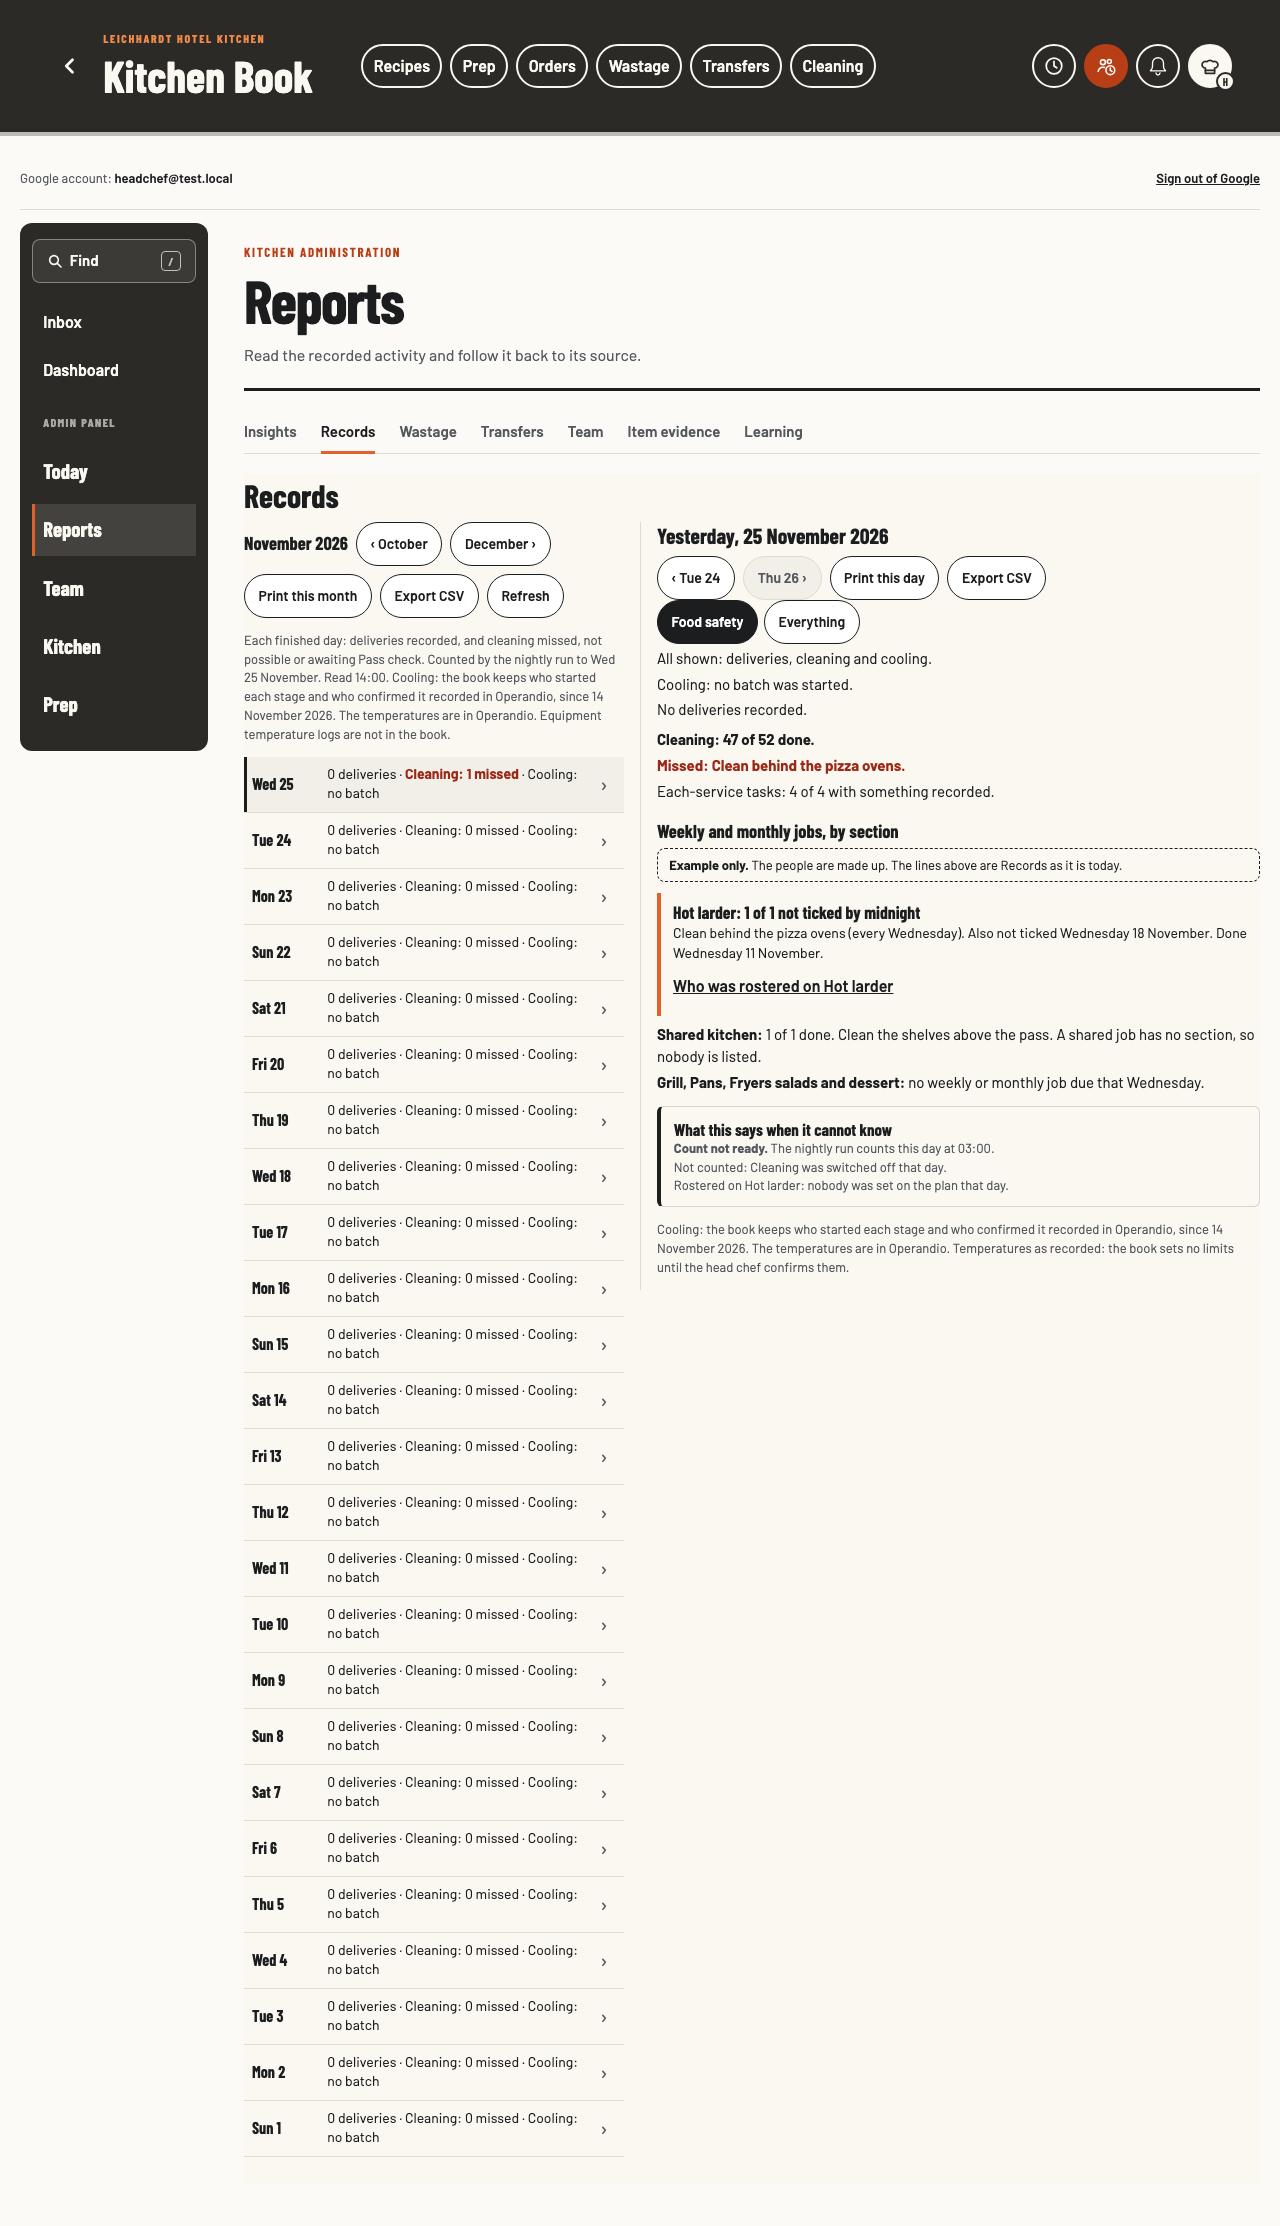 LEICHHARDT HOTEL KITCHEN
Kitchen Book
Recipes
Prep
Orders
Wastage
Transfers
Cleaning
H
Google account: headchef@test.local
Sign out of Google
Find
/
Inbox
Dashboard
ADMIN PANEL
Today
Reports
Team
Kitchen
Prep
KITCHEN ADMINISTRATION
Reports
Read the recorded activity and follow it back to its source.
Insights
Records
Wastage
Transfers
Team
Item evidence
Learning
Records
November 2026
‹ October
December ›
Print this month
Export CSV
Refresh
Each finished day: deliveries recorded, and cleaning missed, not
possible or awaiting Pass check. Counted by the nightly run to Wed
25 November. Read 14:00. Cooling: the book keeps who started
each stage and who confirmed it recorded in Operandio, since 14
November 2026. The temperatures are in Operandio. Equipment
temperature logs are not in the book.
Wed 25
0 deliveries · Cleaning: 1 missed · Cooling:
no batch
›
Tue 24
0 deliveries · Cleaning: 0 missed · Cooling:
no batch
›
Mon 23
0 deliveries · Cleaning: 0 missed · Cooling:
no batch
›
Sun 22
0 deliveries · Cleaning: 0 missed · Cooling:
no batch
›
Sat 21
0 deliveries · Cleaning: 0 missed · Cooling:
no batch
›
Fri 20
0 deliveries · Cleaning: 0 missed · Cooling:
no batch
›
Thu 19
0 deliveries · Cleaning: 0 missed · Cooling:
no batch
›
Wed 18
0 deliveries · Cleaning: 0 missed · Cooling:
no batch
›
Tue 17
0 deliveries · Cleaning: 0 missed · Cooling:
no batch
›
Mon 16
0 deliveries · Cleaning: 0 missed · Cooling:
no batch
›
Sun 15
0 deliveries · Cleaning: 0 missed · Cooling:
no batch
›
Sat 14
0 deliveries · Cleaning: 0 missed · Cooling:
no batch
›
Fri 13
0 deliveries · Cleaning: 0 missed · Cooling:
no batch
›
Thu 12
0 deliveries · Cleaning: 0 missed · Cooling:
no batch
›
Wed 11
0 deliveries · Cleaning: 0 missed · Cooling:
no batch
›
Tue 10
0 deliveries · Cleaning: 0 missed · Cooling:
no batch
›
Mon 9
0 deliveries · Cleaning: 0 missed · Cooling:
no batch
›
Sun 8
0 deliveries · Cleaning: 0 missed · Cooling:
no batch
›
Sat 7
0 deliveries · Cleaning: 0 missed · Cooling:
no batch
›
Fri 6
0 deliveries · Cleaning: 0 missed · Cooling:
no batch
›
Thu 5
0 deliveries · Cleaning: 0 missed · Cooling:
no batch
›
Wed 4
0 deliveries · Cleaning: 0 missed · Cooling:
no batch
›
Tue 3
0 deliveries · Cleaning: 0 missed · Cooling:
no batch
›
Mon 2
0 deliveries · Cleaning: 0 missed · Cooling:
no batch
›
Sun 1
0 deliveries · Cleaning: 0 missed · Cooling:
no batch
›
Yesterday, 25 November 2026
‹ Tue 24
Thu 26 ›
Print this day
Export CSV
Food safety
Everything
All shown: deliveries, cleaning and cooling.
Cooling: no batch was started.
No deliveries recorded.
Cleaning: 47 of 52 done.
Missed: Clean behind the pizza ovens.
Each-service tasks: 4 of 4 with something recorded.
Weekly and monthly jobs, by section
Example only. The people are made up. The lines above are Records as it is today.
Hot larder: 1 of 1 not ticked by midnight
Clean behind the pizza ovens (every Wednesday). Also not ticked Wednesday 18 November. Done
Wednesday 11 November.
Who was rostered on Hot larder
Shared kitchen: 1 of 1 done. Clean the shelves above the pass. A shared job has no section, so
nobody is listed.
Grill, Pans, Fryers salads and dessert: no weekly or monthly job due that Wednesday.
What this says when it cannot know
Count not ready. The nightly run counts this day at 03:00.
Not counted: Cleaning was switched off that day.
Rostered on Hot larder: nobody was set on the plan that day.
Cooling: the book keeps who started each stage and who confirmed it recorded in Operandio, since 14
November 2026. The temperatures are in Operandio. Temperatures as recorded: the book sets no limits
until the head chef confirms them.